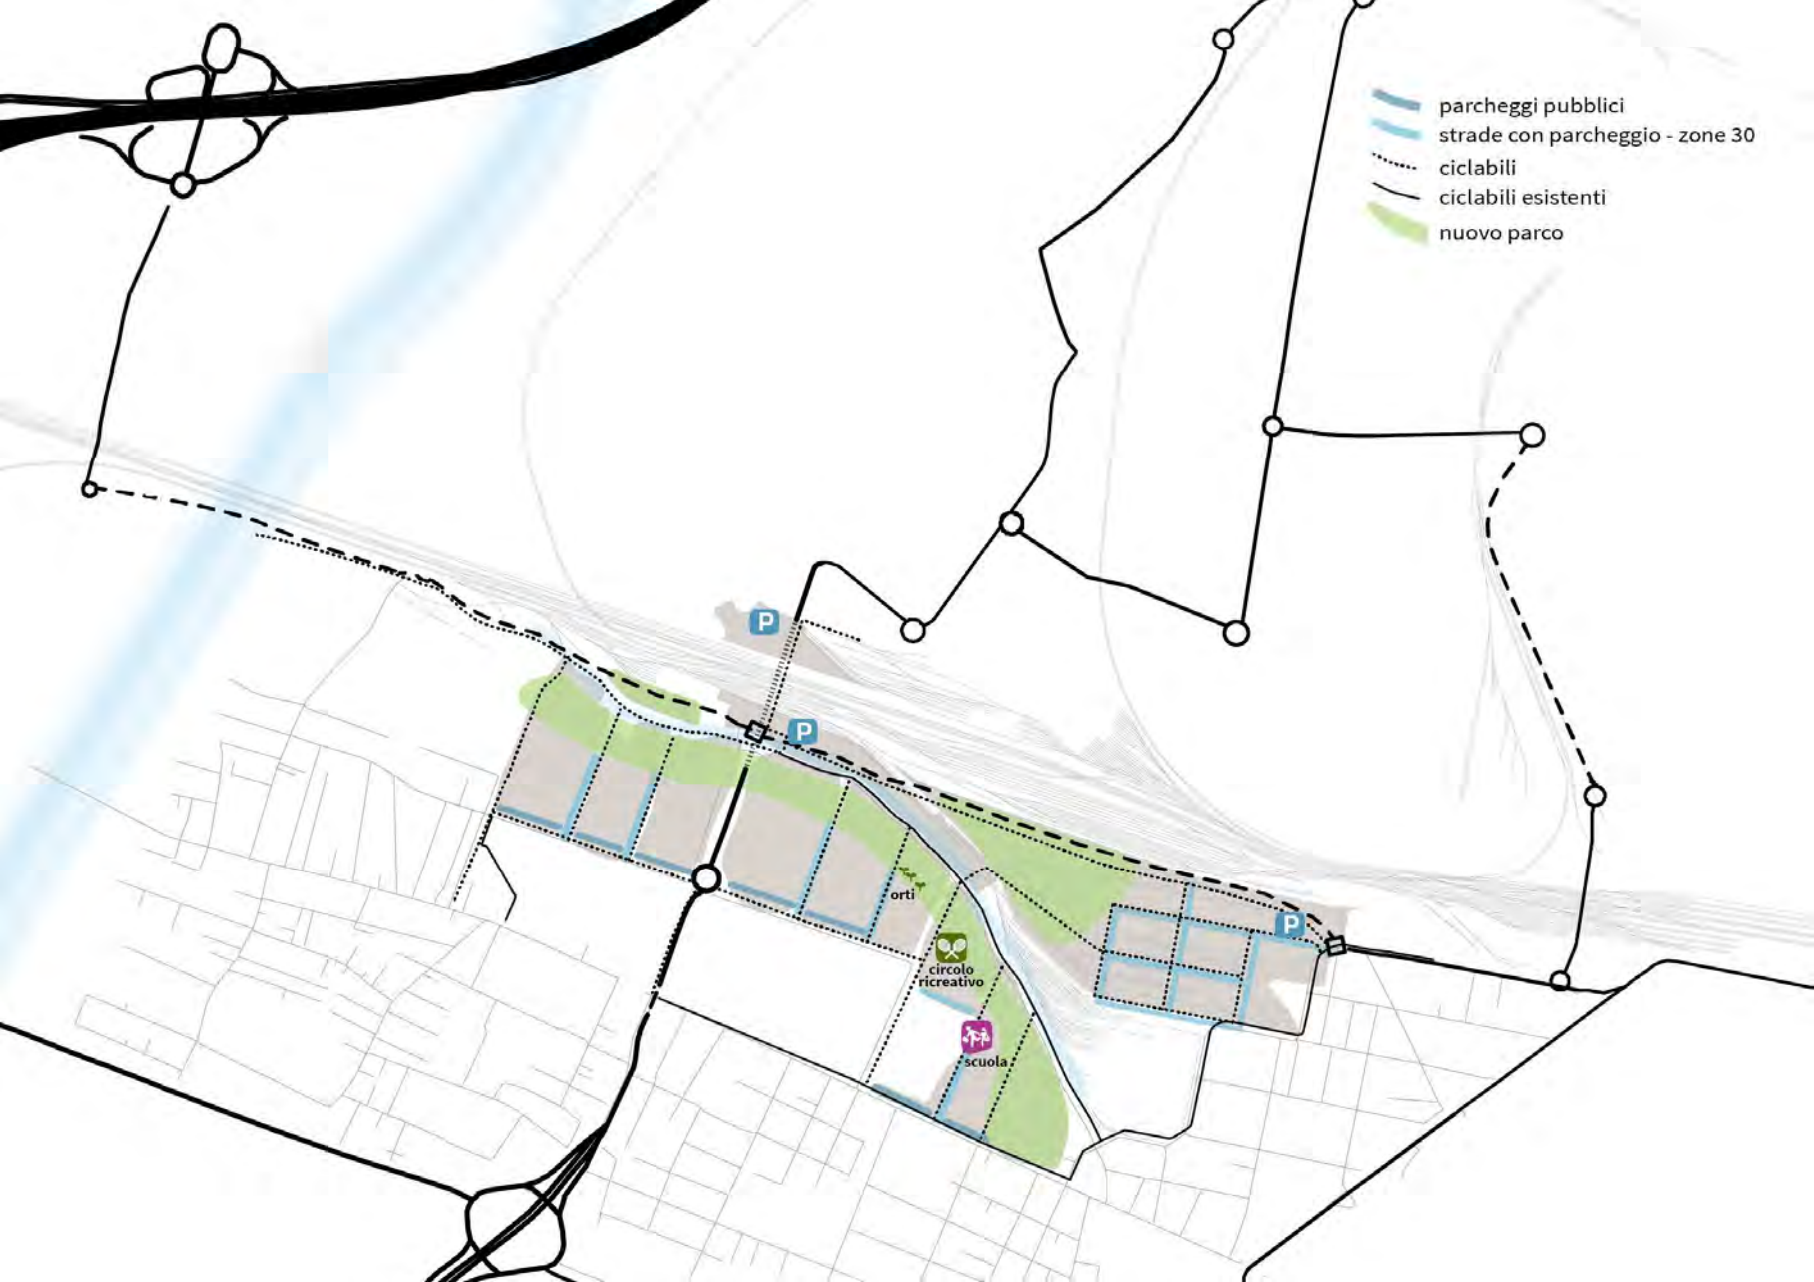 parcheggi pubblici
strade con parcheggio - zone 30
ciclabili
ciclabili esistenti
nuovo parco
P
P
orti
P
circolo
ricreativo
scuola